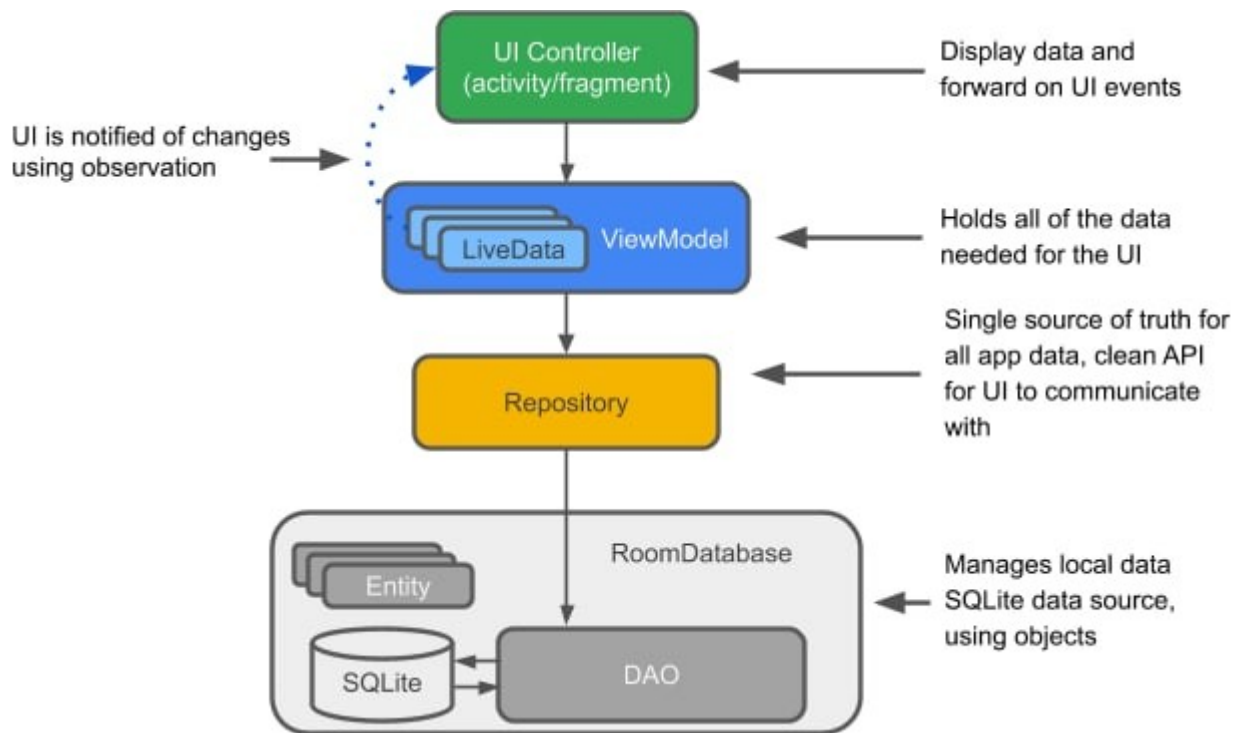 UI Controller
(activity/fragment)
Display data and
forward on UI events
UI is notified of changes
using observation
LiveData
ViewModel
Holds all of the data
needed for the UI
Repository
Single source of truth for
all app data, clean API
for UI to communicate
with
RoomDatabase
Entity
SQLite
DAO
Manages local data
SQLite data source,
using objects